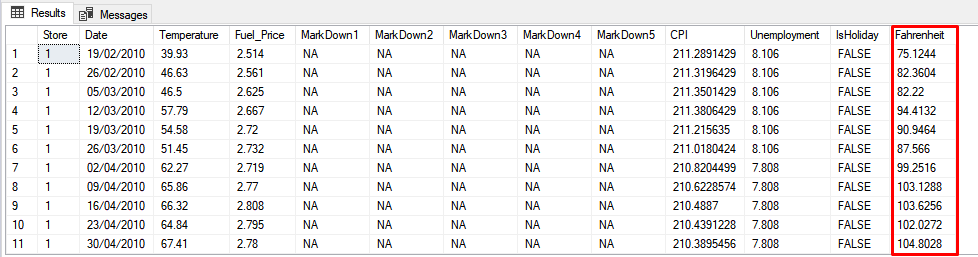 Results Messages
Store Date Temperature Fuel_Price MarkDown1 MarkDown2 MarkDown3 MarkDown4 MarkDown5 CPI Unemployment IsHoliday Fahrenheit
1 1 19/02/2010 39.93 2.514 NA NA NA NA NA 211.2891429 8.106 FALSE 75.1244
2 1 26/02/2010 46.63 2.561 NA NA NA NA NA 211.3196429 8.106 FALSE 82.3604
3 1 05/03/2010 46.5 2.625 NA NA NA NA NA 211.3501429 8.106 FALSE 82.22
4 1 12/03/2010 57.79 2.667 NA NA NA NA NA 211.3806429 8.106 FALSE 94.4132
5 1 19/03/2010 54.58 2.72 NA NA NA NA NA 211.215635 8.106 FALSE 90.9464
6 1 26/03/2010 51.45 2.732 NA NA NA NA NA 211.0180424 8.106 FALSE 87.566
7 1 02/04/2010 62.27 2.719 NA NA NA NA NA 210.8204499 7.808 FALSE 99.2516
8 1 09/04/2010 65.86 2.77 NA NA NA NA NA 210.6228574 7.808 FALSE 103.1288
9 1 16/04/2010 66.32 2.808 NA NA NA NA NA 210.4887 7.808 FALSE 103.6256
10 1 23/04/2010 64.84 2.795 NA NA NA NA NA 210.4391228 7.808 FALSE 102.0272
11 1 30/04/2010 67.41 2.78 NA NA NA NA NA 210.3895456 7.808 FALSE 104.8028